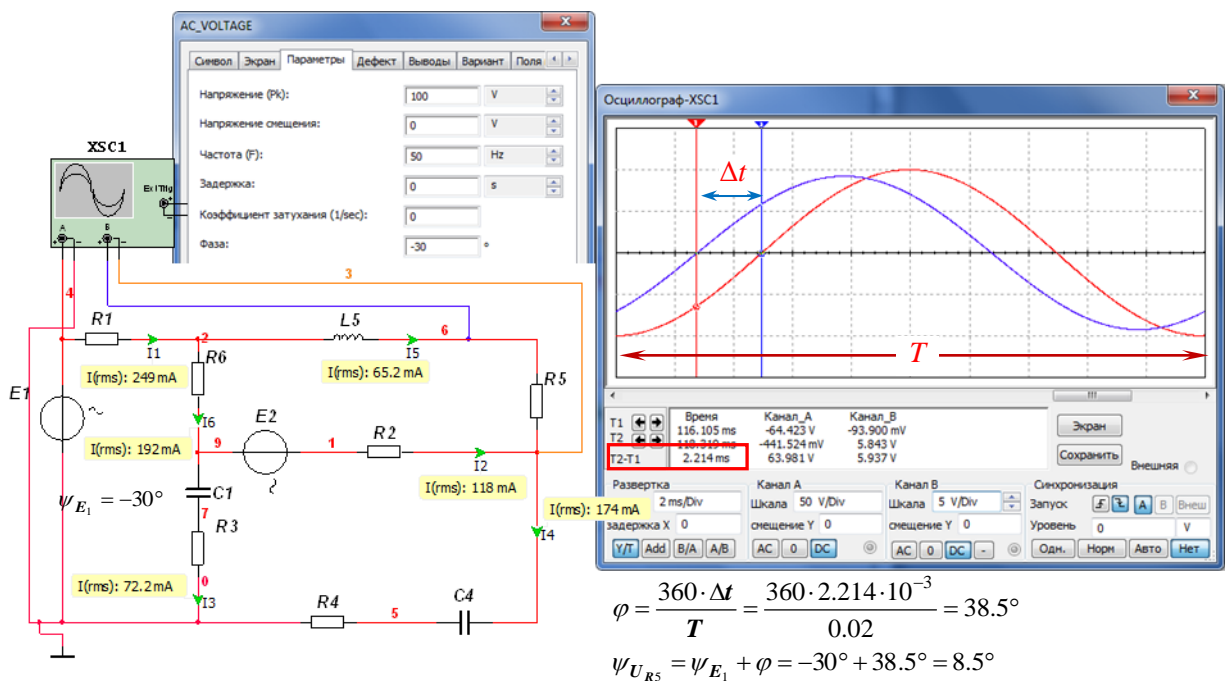 AC_VOLTAGE
Символ Экран Параметры Дефект Выводы Вариант Поля
Напряжение (Pk): 100 V
Напряжение смещения: 0 V
Частота (F): 50 Hz
Задержка: 0 s
Коэффициент затухания (1/sec): 0
Фаза: -30 °
XSC1
Ext Trig
+
-
A B
+ - + -
3
4
R1
2
L5
6
I1
I5
I(rms): 249 mA
R6
I(rms): 65.2 mA
R5
E1
~
I6
E2
I(rms): 192 mA
9
1
R2
~
I2
C1
I(rms): 118 mA
ψE₁ = −30°
7
I(rms): 174 mA
R3
I4
I(rms): 72.2 mA
0
I3
R4
5
C4
Осциллограф-XSC1
1 1
Δt
T
Время Канал_A Канал_B
T1 116.105 ms -64.423 V -93.900 mV
T2 118.319 ms -441.524 mV 5.843 V
T2-T1 2.214 ms 63.981 V 5.937 V
Экран
Сохранить
Внешняя
Развертка Канал A Канал B Синхронизация
2 ms/Div Шкала 50 V/Div Шкала 5 V/Div Запуск A B Внеш
задержка X 0 смещение Y 0 смещение Y 0 Уровень 0 V
Y/T Add B/A A/B AC 0 DC AC 0 DC - Одн. Норм Авто Нет
φ = 360·Δt / T = 360·2.214·10⁻³ / 0.02 = 38.5°
ψU_R5 = ψE₁ + φ = −30° + 38.5° = 8.5°